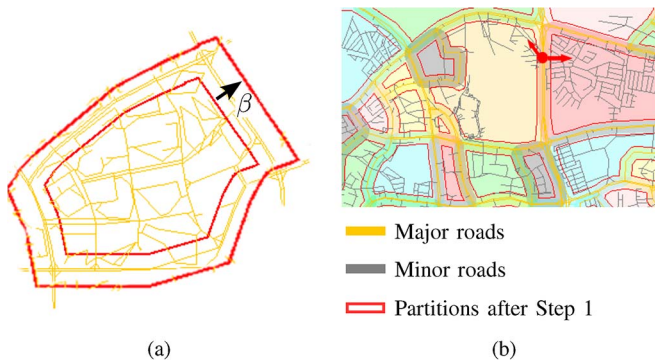 β
Major roads
Minor roads
Partitions after Step 1
(a)
(b)